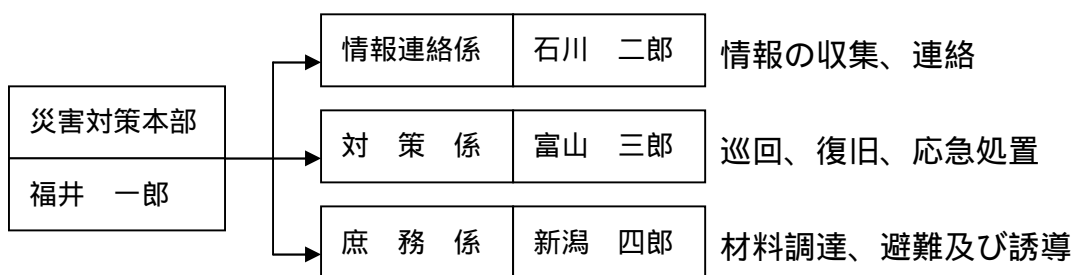 情報連絡係 石川 二郎 情報の収集、連絡
災害対策本部
対 策 係 富山 三郎 巡回、復旧、応急処置
福井 一郎
庶 務 係 新潟 四郎 材料調達、避難及び誘導